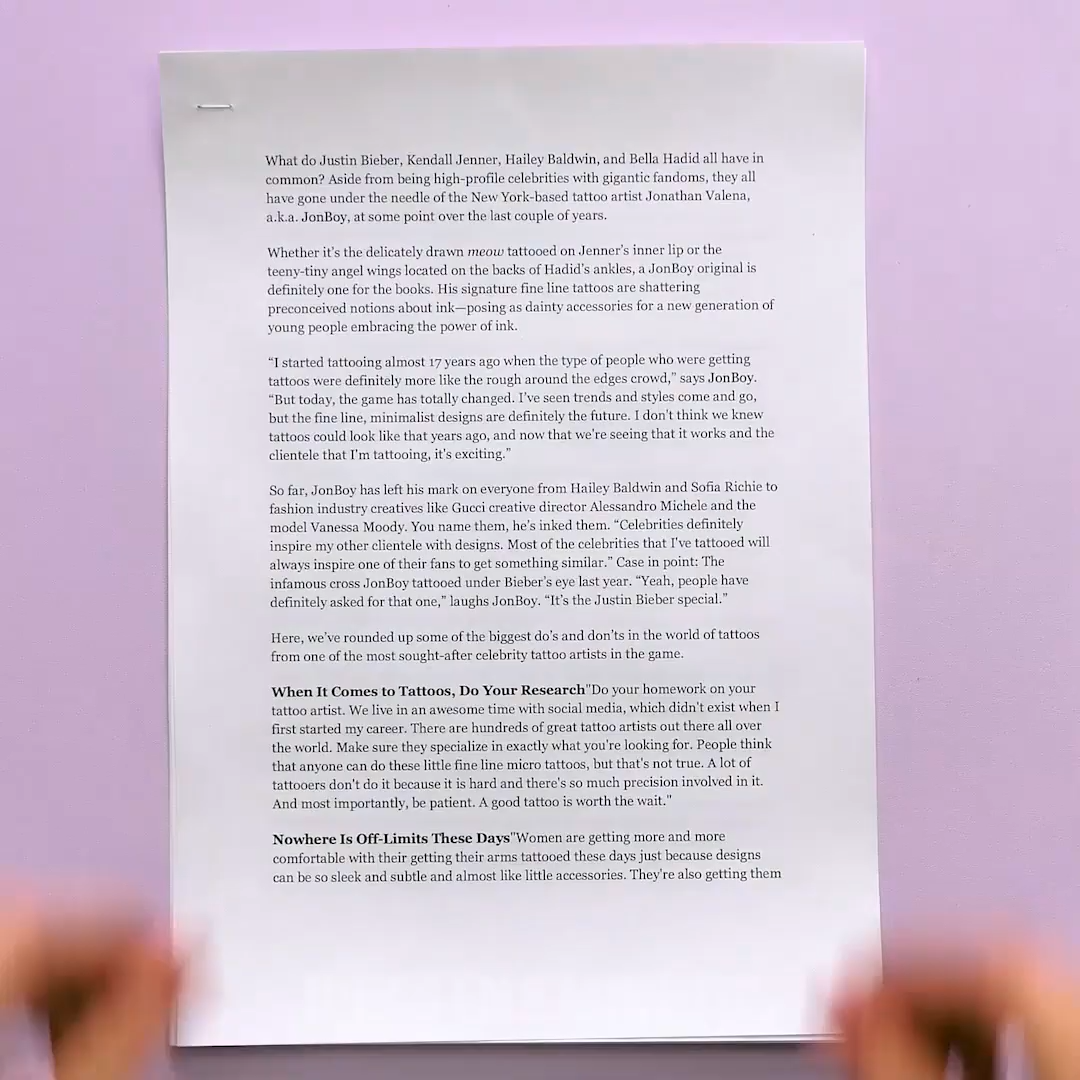 What do Justin Bieber, Kendall Jenner, Hailey Baldwin, and Bella Hadid all have in
common? Aside from being high-profile celebrities with gigantic fandoms, they all
have gone under the needle of the New York-based tattoo artist Jonathan Valena,
a.k.a. JonBoy, at some point over the last couple of years.
Whether it's the delicately drawn meow tattooed on Jenner's inner lip or the
teeny-tiny angel wings located on the backs of Hadid's ankles, a JonBoy original is
definitely one for the books. His signature fine line tattoos are shattering
preconceived notions about ink—posing as dainty accessories for a new generation of
young people embracing the power of ink.
“I started tattooing almost 17 years ago when the type of people who were getting
tattoos were definitely more like the rough around the edges crowd,” says JonBoy.
“But today, the game has totally changed. I've seen trends and styles come and go,
but the fine line, minimalist designs are definitely the future. I don't think we knew
tattoos could look like that years ago, and now that we're seeing that it works and the
clientele that I'm tattooing, it's exciting.”
So far, JonBoy has left his mark on everyone from Hailey Baldwin and Sofia Richie to
fashion industry creatives like Gucci creative director Alessandro Michele and the
model Vanessa Moody. You name them, he's inked them. “Celebrities definitely
inspire my other clientele with designs. Most of the celebrities that I've tattooed will
always inspire one of their fans to get something similar.” Case in point: The
infamous cross JonBoy tattooed under Bieber's eye last year. “Yeah, people have
definitely asked for that one,” laughs JonBoy. “It's the Justin Bieber special.”
Here, we've rounded up some of the biggest do's and don'ts in the world of tattoos
from one of the most sought-after celebrity tattoo artists in the game.
When It Comes to Tattoos, Do Your Research"Do your homework on your
tattoo artist. We live in an awesome time with social media, which didn't exist when I
first started my career. There are hundreds of great tattoo artists out there all over
the world. Make sure they specialize in exactly what you're looking for. People think
that anyone can do these little fine line micro tattoos, but that's not true. A lot of
tattooers don't do it because it is hard and there's so much precision involved in it.
And most importantly, be patient. A good tattoo is worth the wait."
Nowhere Is Off-Limits These Days"Women are getting more and more
comfortable with their getting their arms tattooed these days just because designs
can be so sleek and subtle and almost like little accessories. They're also getting them